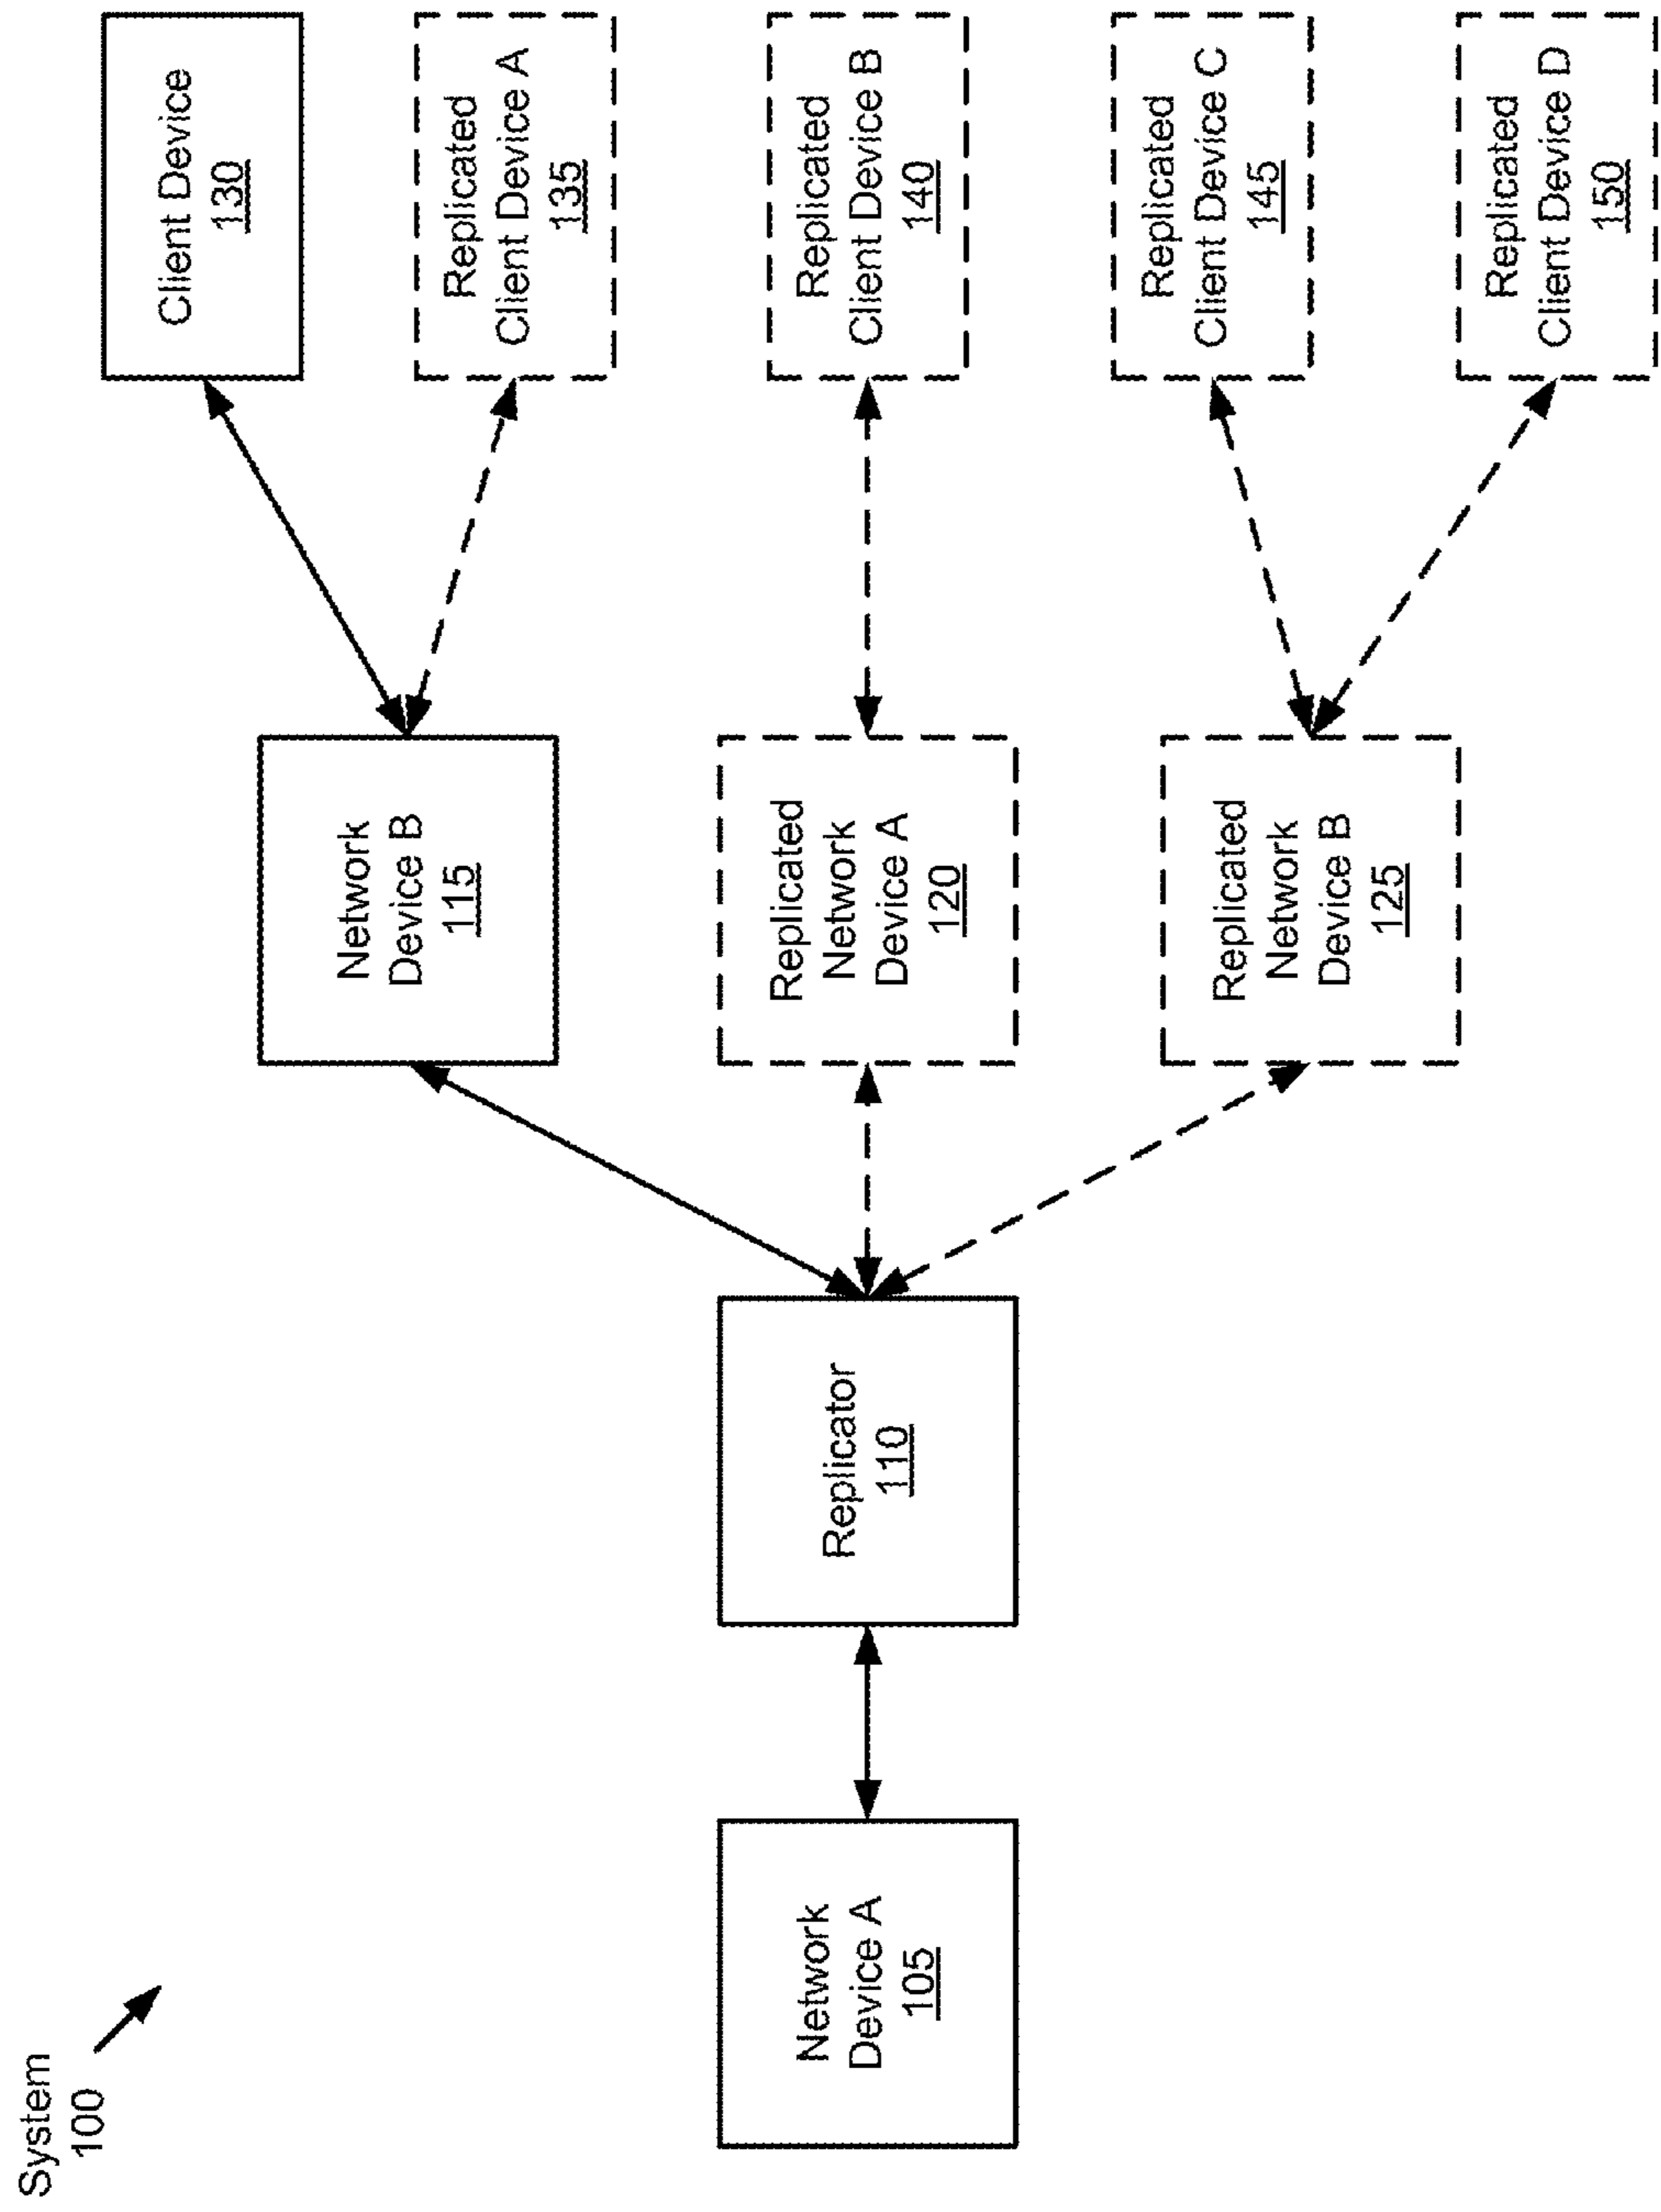 System
100
Network
Device A
105
Replicator
110
Network
Device B
115
Replicated
Network
Device A
120
Replicated
Network
Device B
125
Client Device
130
Replicated
Client Device A
135
Replicated
Client Device B
140
Replicated
Client Device C
145
Replicated
Client Device D
150